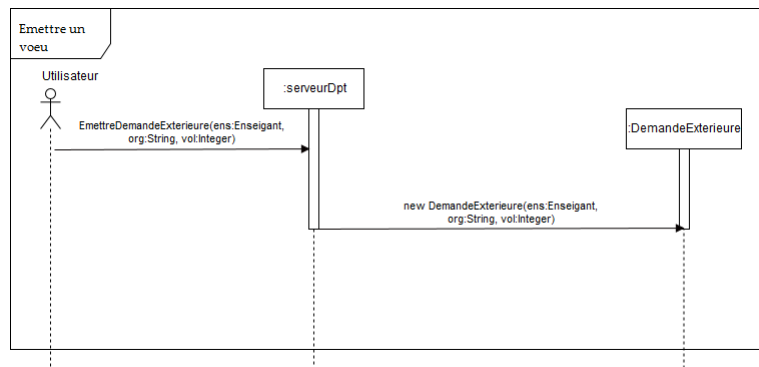 Emettre un
voeu
Utilisateur
:serveurDpt
EmettreDemandeExterieure(ens:Enseigant,
org:String, vol:Integer)
:DemandeExterieure
new DemandeExterieure(ens:Enseigant,
org:String, vol:Integer)